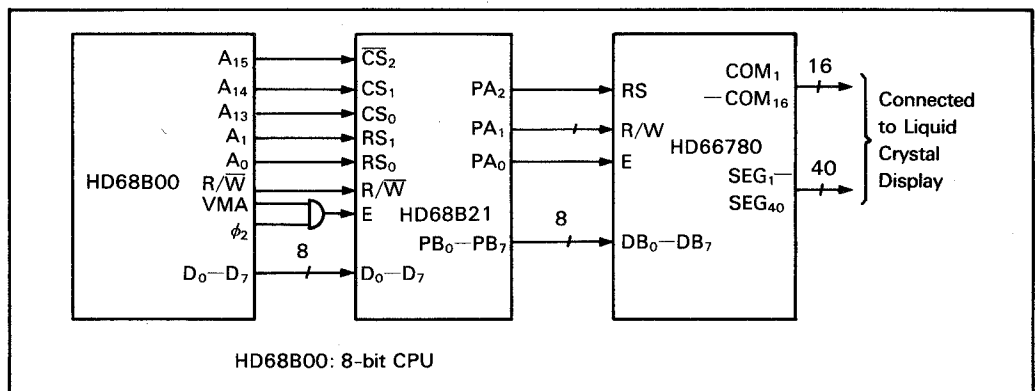 HD68B00
A₁₅
A₁₄
A₁₃
A₁
A₀
R/W̅
VMA
ϕ₂
D₀—D₇
8
C̅S̅₂
CS₁
CS₀
RS₁
RS₀
R/W̅
E
HD68B21
D₀—D₇
PA₂
PA₁
PA₀
PB₀—PB₇
8
RS
R/W
E
HD66780
DB₀—DB₇
COM₁
—COM₁₆
SEG₁—
SEG₄₀
16
40
Connected
to Liquid
Crystal
Display
HD68B00: 8-bit CPU